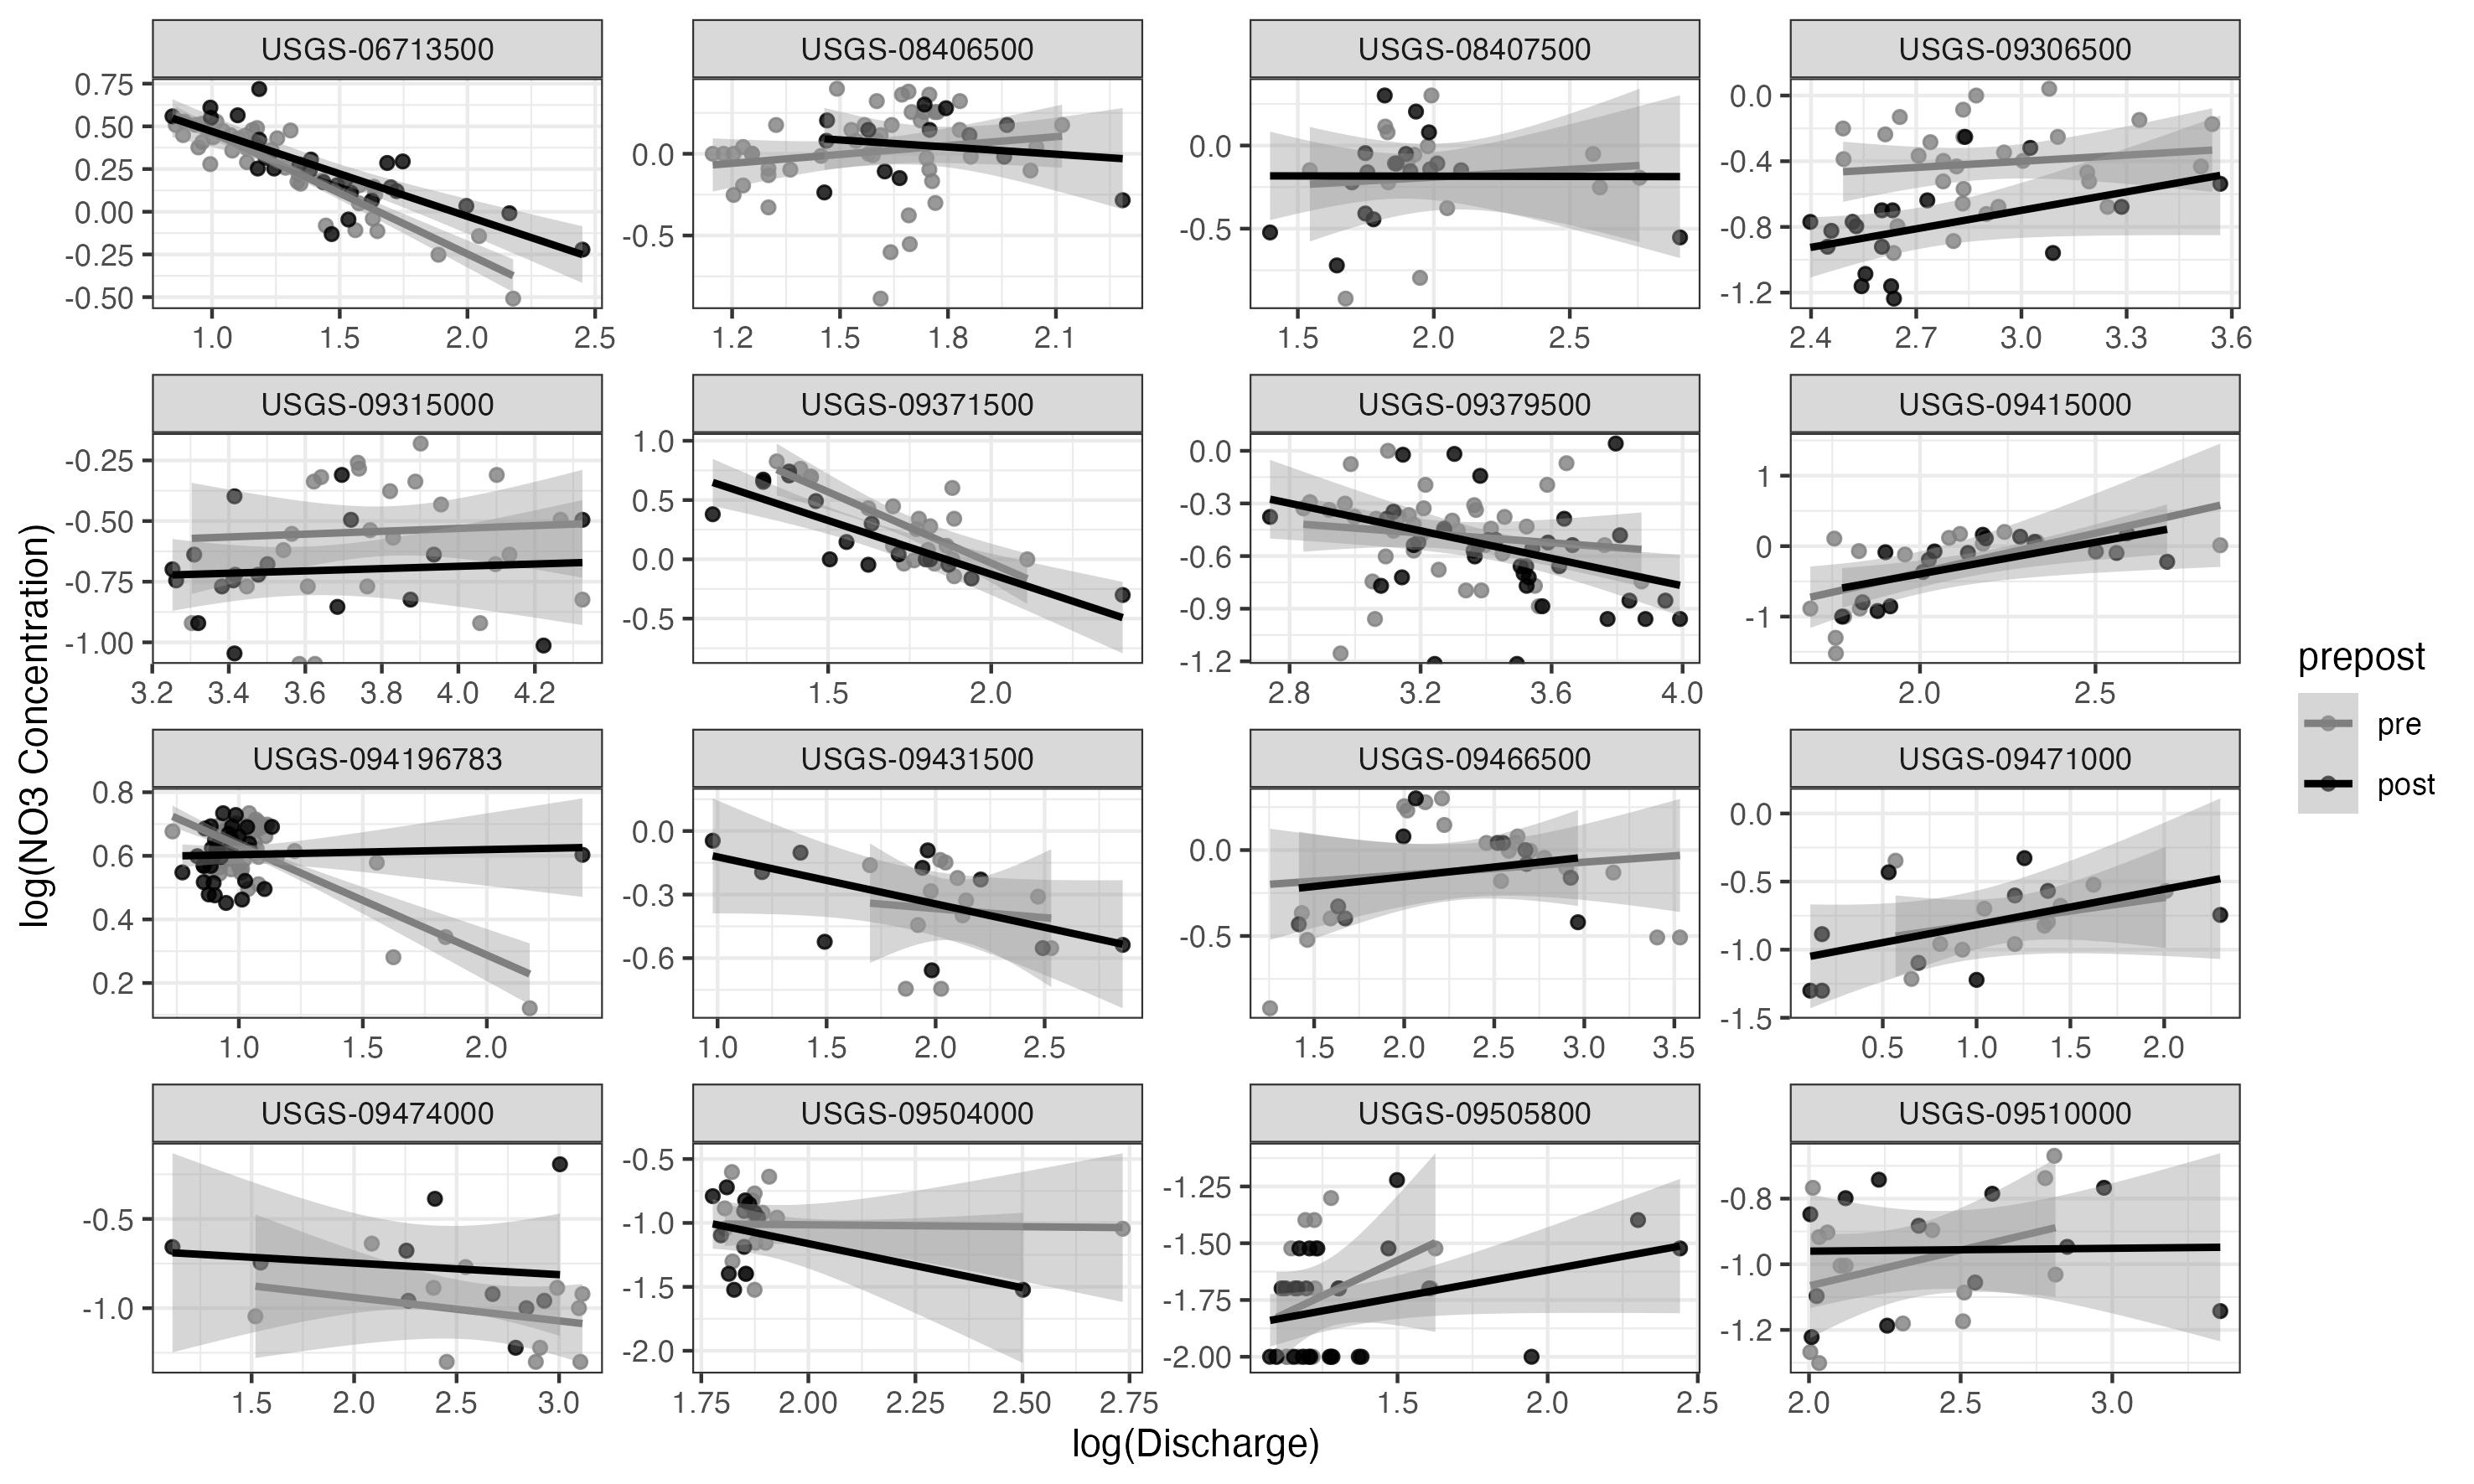 USGS-06713500 USGS-08406500 USGS-08407500 USGS-09306500
0.75 0.50 0.25 0.00 -0.25 -0.50
0.0 -0.5
0.0 -0.5
0.0 -0.4 -0.8 -1.2
1.0 1.5 2.0 2.5
1.2 1.5 1.8 2.1
1.5 2.0 2.5
2.4 2.7 3.0 3.3 3.6
USGS-09315000 USGS-09371500 USGS-09379500 USGS-09415000
-0.25 -0.50 -0.75 -1.00
1.0 0.5 0.0 -0.5
0.0 -0.3 -0.6 -0.9 -1.2
1 0 -1
3.2 3.4 3.6 3.8 4.0 4.2
1.5 2.0
2.8 3.2 3.6 4.0
2.0 2.5
USGS-094196783 USGS-09431500 USGS-09466500 USGS-09471000
0.8 0.6 0.4 0.2
0.0 -0.3 -0.6
0.0 -0.5
0.0 -0.5 -1.0 -1.5
1.0 1.5 2.0
1.0 1.5 2.0 2.5
1.5 2.0 2.5 3.0 3.5
0.5 1.0 1.5 2.0
USGS-09474000 USGS-09504000 USGS-09505800 USGS-09510000
-0.5 -1.0
-0.5 -1.0 -1.5 -2.0
-1.25 -1.50 -1.75 -2.00
-0.8 -1.0 -1.2
1.5 2.0 2.5 3.0
1.75 2.00 2.25 2.50 2.75
1.5 2.0 2.5
2.0 2.5 3.0
log(NO3 Concentration)
log(Discharge)
prepost
pre
post